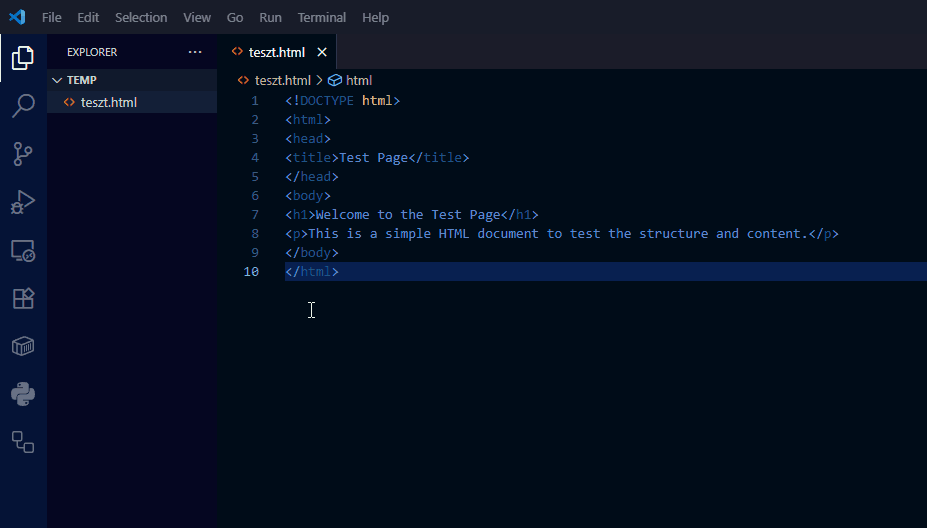 File Edit Selection View Go Run Terminal Help
EXPLORER ...
teszt.html
TEMP
teszt.html
teszt.html > html
1 <!DOCTYPE html>
2 <html>
3 <head>
4 <title>Test Page</title>
5 </head>
6 <body>
7 <h1>Welcome to the Test Page</h1>
8 <p>This is a simple HTML document to test the structure and content.</p>
9 </body>
10 </html>